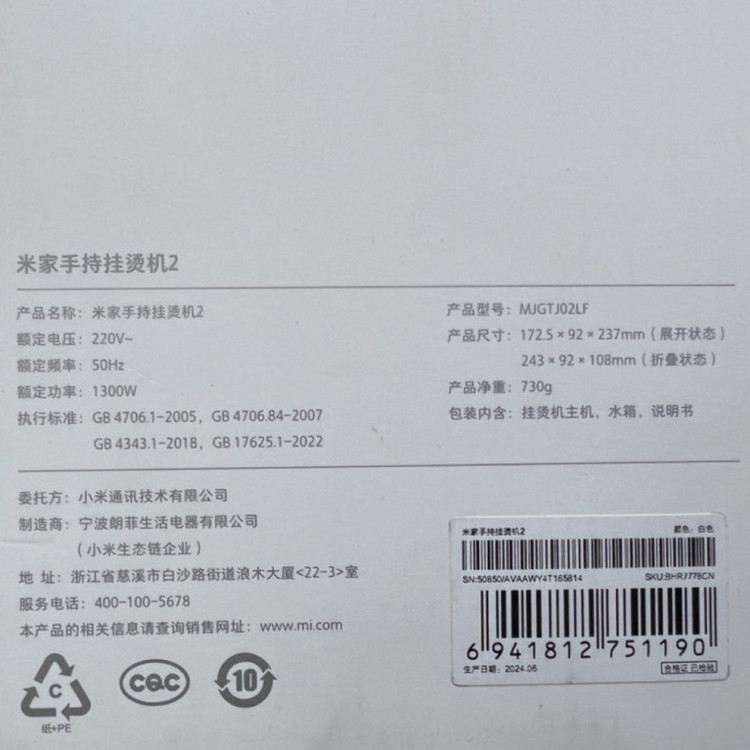 米家手持挂烫机2
产品名称：米家手持挂烫机2
额定电压：220V~
额定频率：50Hz
额定功率：1300W
执行标准：GB 4706.1-2005，GB 4706.84-2007
GB 4343.1-2018，GB 17625.1-2022
产品型号：MJGTJ02LF
产品尺寸：172.5×92×237mm（展开状态）
243×92×108mm（折叠状态）
产品净重：730g
包装内含：挂烫机主机，水箱，说明书
委托方：小米通讯技术有限公司
制造商：宁波朗菲生活电器有限公司
（小米生态链企业）
地 址：浙江省慈溪市白沙路街道浪木大厦<22-3>室
服务电话：400-100-5678
本产品的相关信息请查询销售网址：www.mi.com
C
纸+PE
CQC
10
米家手持挂烫机2 颜色：白色
SN:50850/AVAAWY4T165814 SKU:BHR7778CN
6 941812 751190
生产日期：2024.06 合格证 已检验